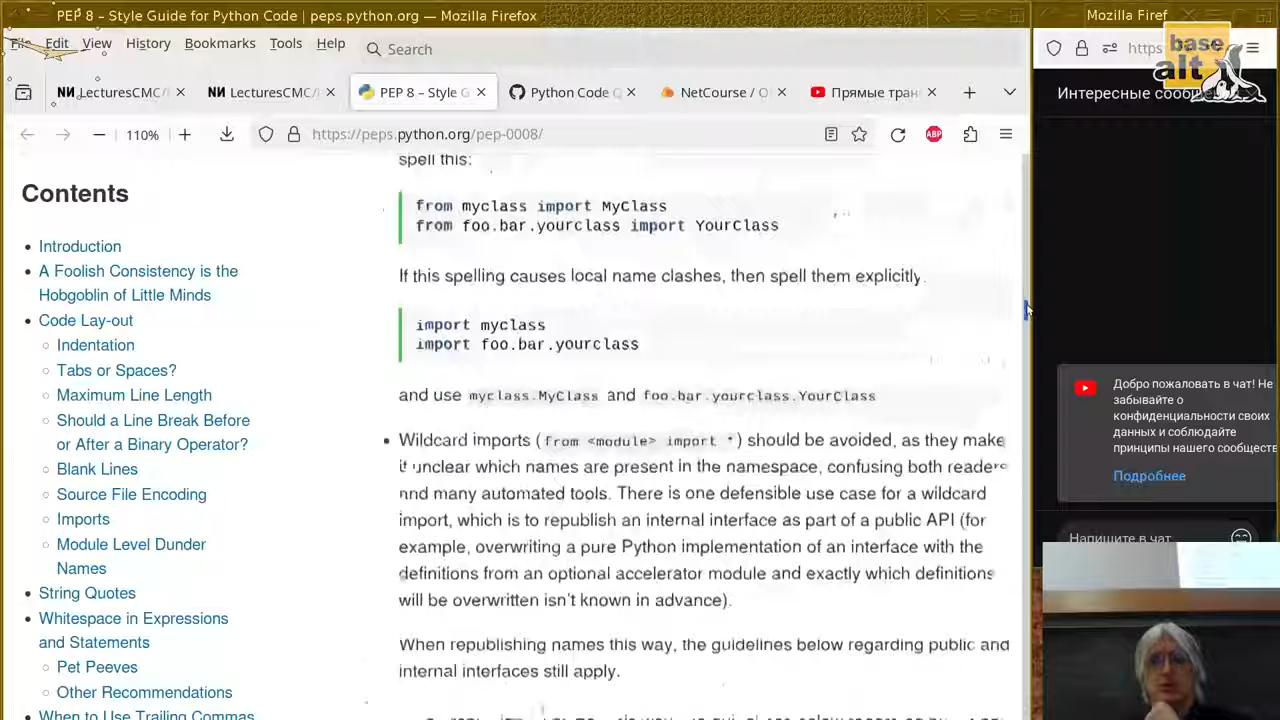 PEP 8 – Style Guide for Python Code | peps.python.org — Mozilla Firefox
Mozilla Firef
File Edit View History Bookmarks Tools Help
Search
https
base
alt
ИИ LecturesCMC/
ИИ LecturesCMC/
PEP 8 – Style G
Python Code Q
NetCourse / O
Прямые тран
Интересные сооб
110%
https://peps.python.org/pep-0008/
ABP
Contents
Introduction
A Foolish Consistency is the
Hobgoblin of Little Minds
Code Lay-out
Indentation
Tabs or Spaces?
Maximum Line Length
Should a Line Break Before
or After a Binary Operator?
Blank Lines
Source File Encoding
Imports
Module Level Dunder
Names
String Quotes
Whitespace in Expressions
and Statements
Pet Peeves
Other Recommendations
When to Use Trailing Commas
spell this:
from myclass import MyClass
from foo.bar.yourclass import YourClass
If this spelling causes local name clashes, then spell them explicitly.
import myclass
import foo.bar.yourclass
and use myclass.MyClass and foo.bar.yourclass.YourClass
Wildcard imports (from <module> import *) should be avoided, as they make
it unclear which names are present in the namespace, confusing both readers
and many automated tools. There is one defensible use case for a wildcard
import, which is to republish an internal interface as part of a public API (for
example, overwriting a pure Python implementation of an interface with the
definitions from an optional accelerator module and exactly which definitions
will be overwritten isn't known in advance).
When republishing names this way, the guidelines below regarding public and
internal interfaces still apply.
Добро пожаловать в чат! Не
забывайте о
конфиденциальности своих
данных и соблюдайте
принципы нашего сообществ
Подробнее
Напишите в чат